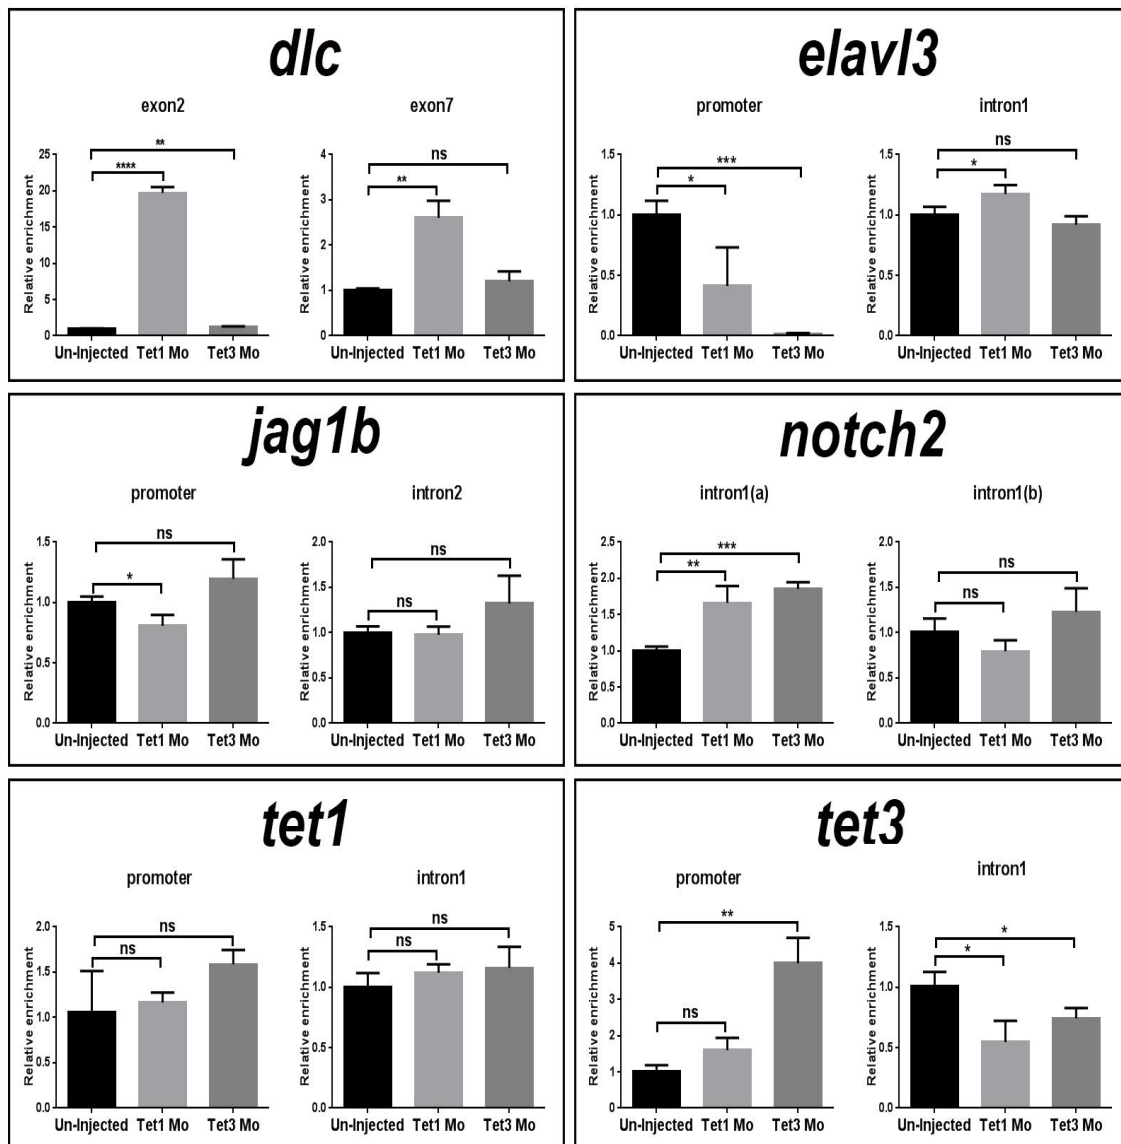 dlc
exon2
exon7
Relative enrichment
25
20
15
10
5
0
**
****
Un-Injected Tet1 Mo Tet3 Mo
Relative enrichment
4
3
2
1
0
ns
**
Un-Injected Tet1 Mo Tet3 Mo
elavl3
promoter
intron1
Relative enrichment
1.5
1.0
0.5
0.0
***
*
Un-Injected Tet1 Mo Tet3 Mo
Relative enrichment
1.5
1.0
0.5
0.0
ns
*
Un-Injected Tet1 Mo Tet3 Mo
jag1b
promoter
intron2
Relative enrichment
1.5
1.0
0.5
0.0
ns
*
Un-Injected Tet1 Mo Tet3 Mo
Relative enrichment
2.0
1.5
1.0
0.5
0.0
ns
ns
Un-Injected Tet1 Mo Tet3 Mo
notch2
intron1(a)
intron1(b)
Relative enrichment
2.5
2.0
1.5
1.0
0.5
0.0
***
**
Un-Injected Tet1 Mo Tet3 Mo
Relative enrichment
2.0
1.5
1.0
0.5
0.0
ns
ns
Un-Injected Tet1 Mo Tet3 Mo
tet1
promoter
intron1
Relative enrichment
2.0
1.5
1.0
0.5
0.0
ns
ns
Un-Injected Tet1 Mo Tet3 Mo
Relative enrichment
1.5
1.0
0.5
0.0
ns
ns
Un-Injected Tet1 Mo Tet3 Mo
tet3
promoter
intron1
Relative enrichment
5
4
3
2
1
0
**
ns
Un-Injected Tet1 Mo Tet3 Mo
Relative enrichment
1.5
1.0
0.5
0.0
*
*
Un-Injected Tet1 Mo Tet3 Mo